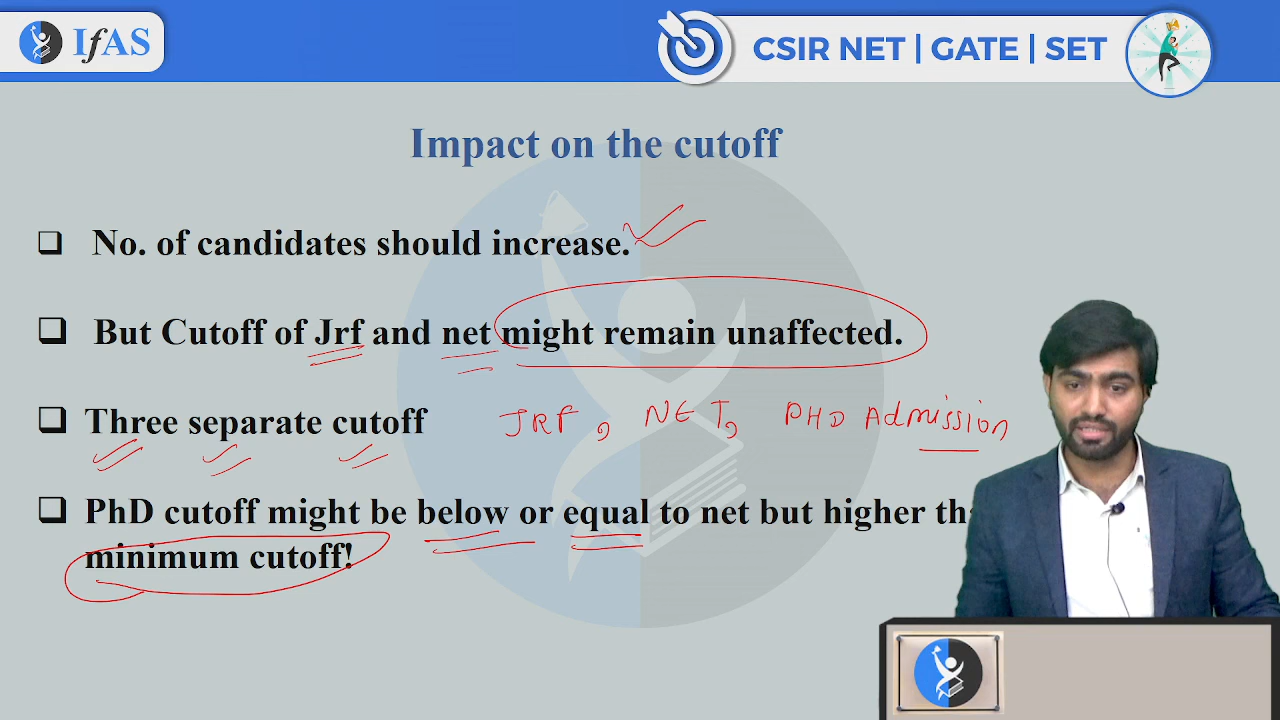 IfAS
CSIR NET | GATE | SET
Impact on the cutoff
No. of candidates should increase.
But Cutoff of Jrf and net might remain unaffected.
Three separate cutoff
JRF, NET, PHD Admission
PhD cutoff might be below or equal to net but higher
minimum cutoff!